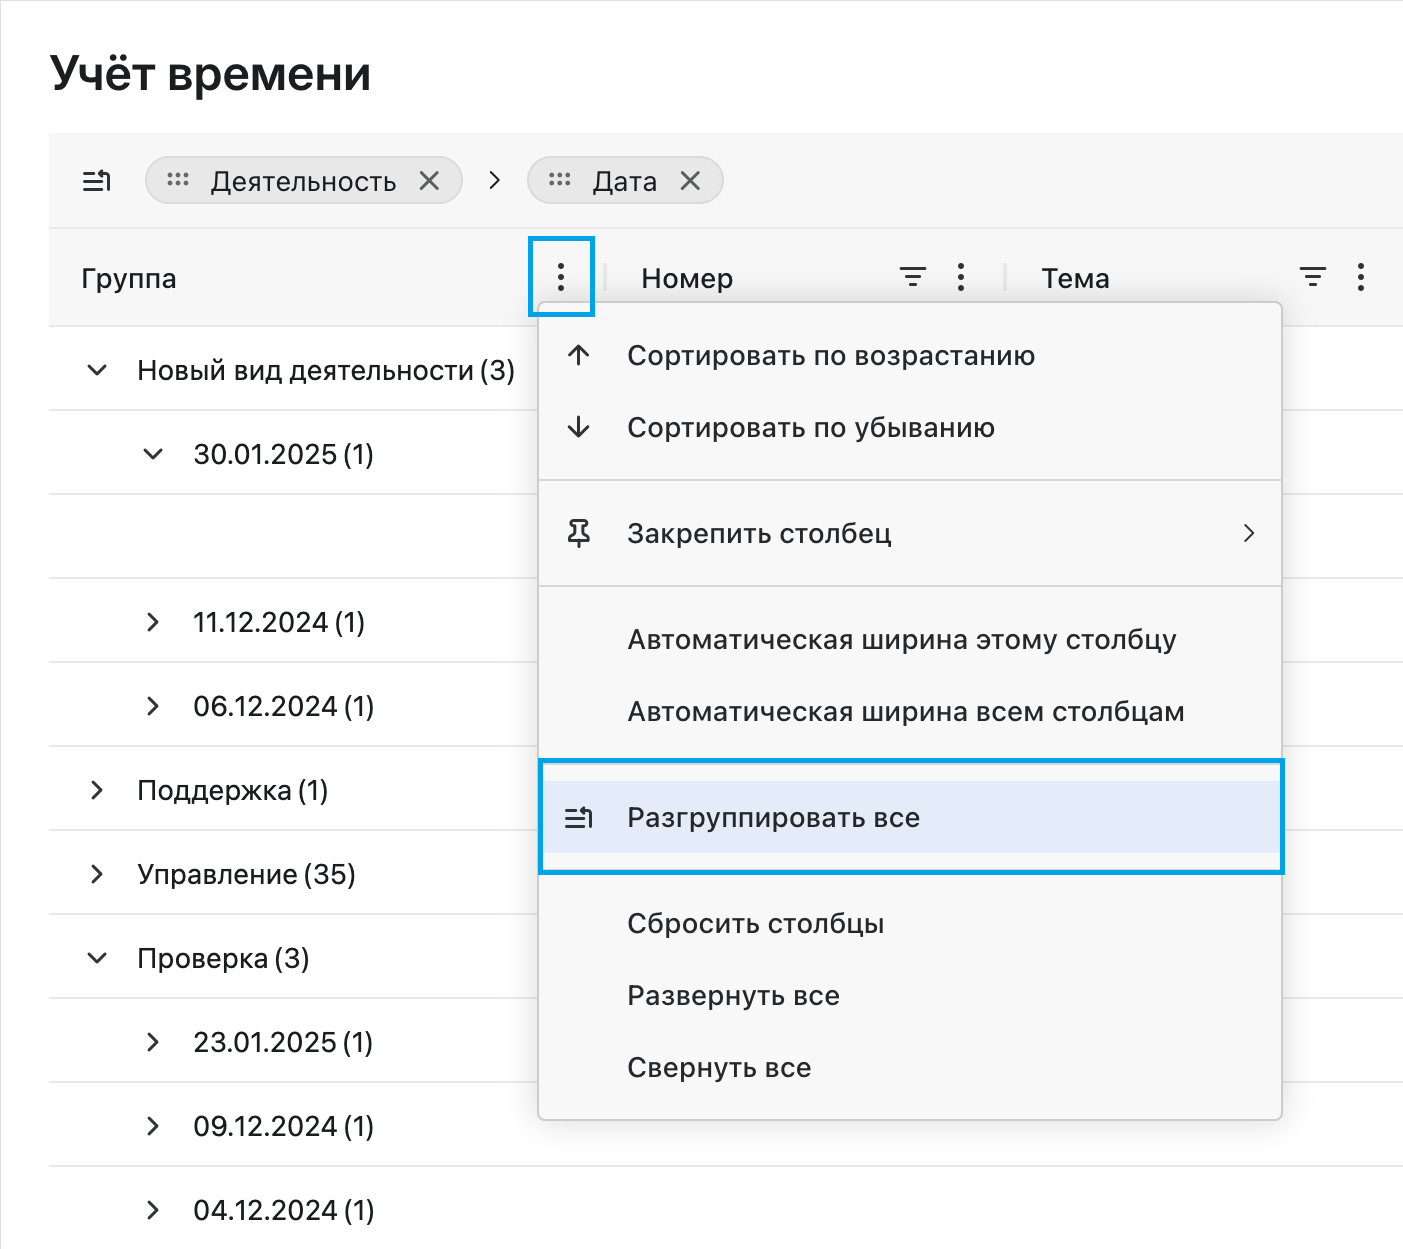 Учёт времени
Деятельность
Дата
Группа
Номер
Тема
Новый вид деятельности (3)
30.01.2025 (1)
11.12.2024 (1)
06.12.2024 (1)
Поддержка (1)
Управление (35)
Проверка (3)
23.01.2025 (1)
09.12.2024 (1)
04.12.2024 (1)
Сортировать по возрастанию
Сортировать по убыванию
Закрепить столбец
Автоматическая ширина этому столбцу
Автоматическая ширина всем столбцам
Разгруппировать все
Сбросить столбцы
Развернуть все
Свернуть все